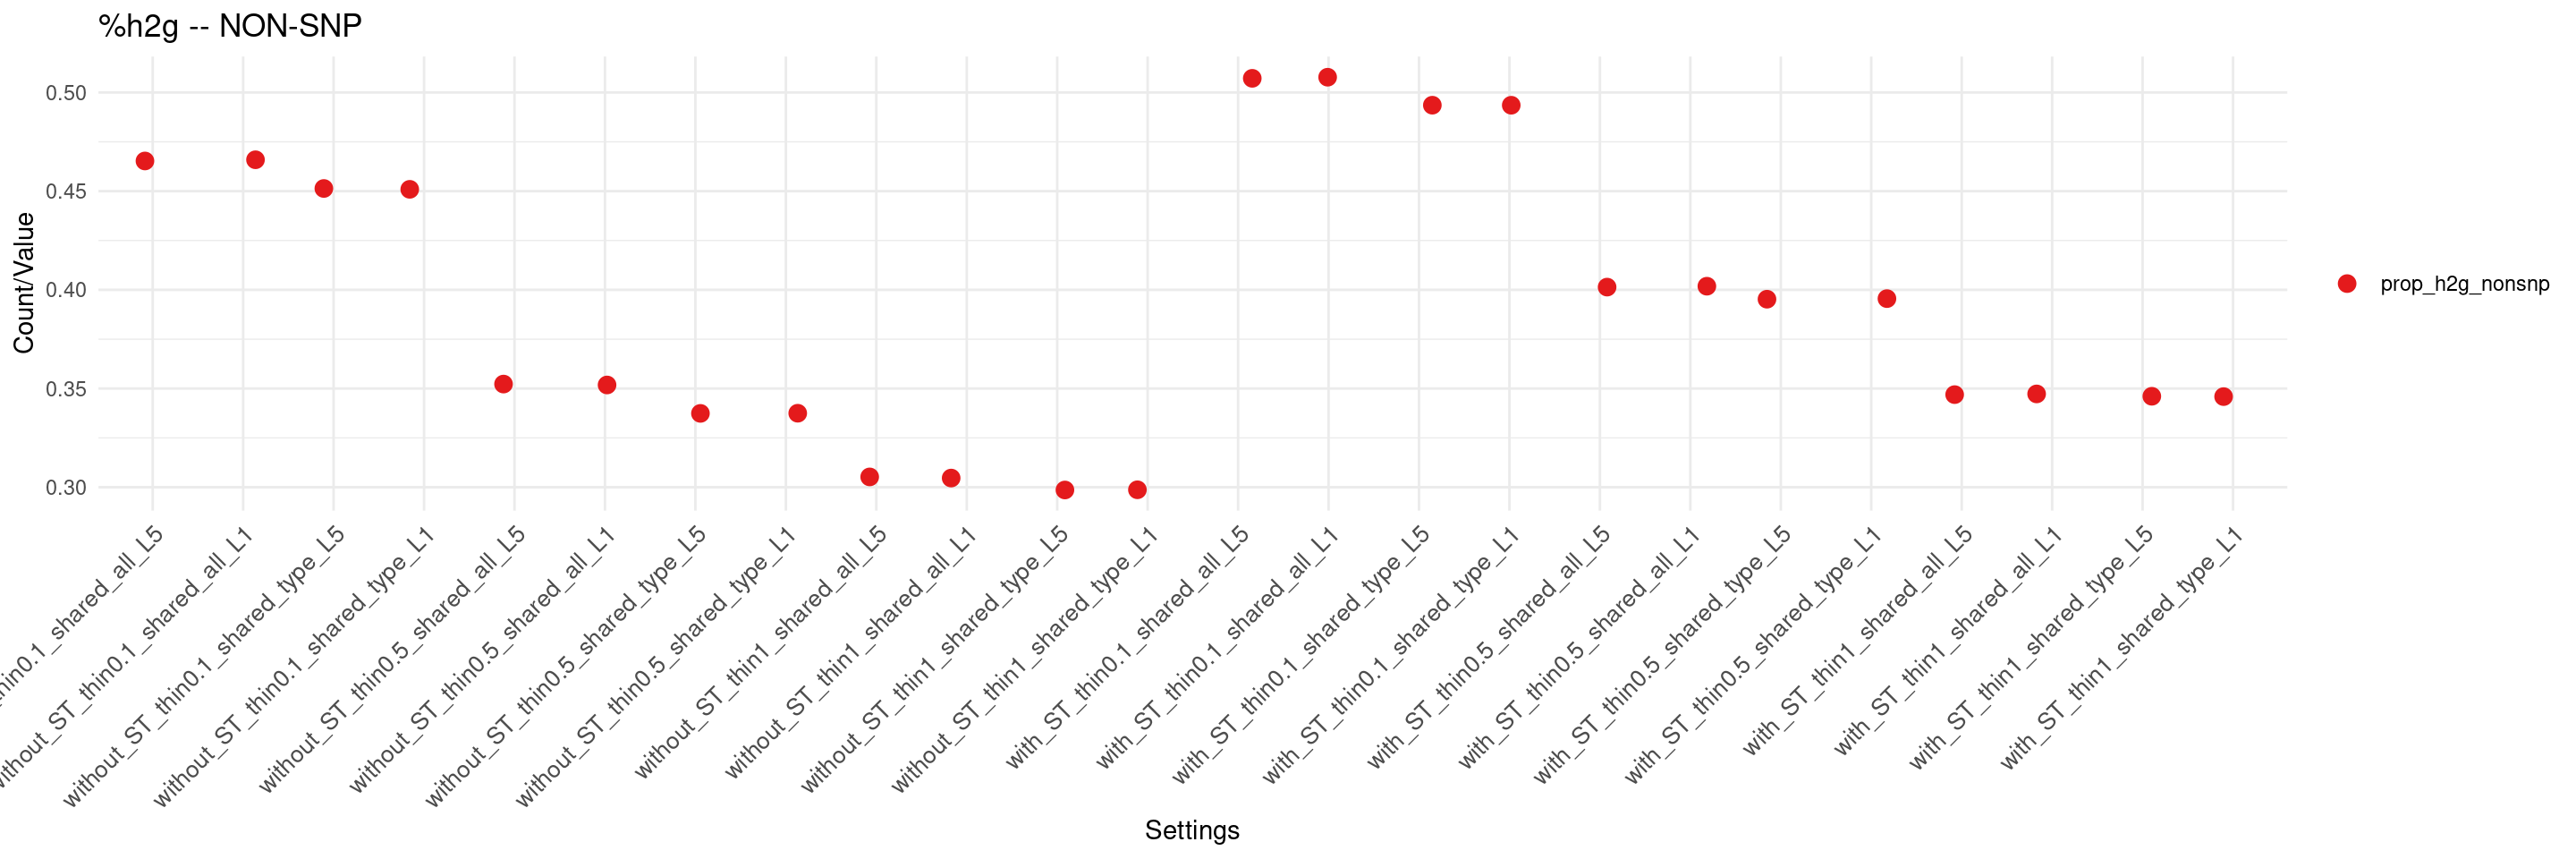 %h2g -- NON-SNP
Count/Value
0.50
0.45
0.40
0.35
0.30
thin0.1_shared_all_L5
without_ST_thin0.1_shared_all_L1
without_ST_thin0.1_shared_type_L5
without_ST_thin0.1_shared_type_L1
without_ST_thin0.5_shared_all_L5
without_ST_thin0.5_shared_all_L1
without_ST_thin0.5_shared_type_L5
without_ST_thin0.5_shared_type_L1
without_ST_thin1_shared_all_L5
without_ST_thin1_shared_all_L1
without_ST_thin1_shared_type_L5
without_ST_thin1_shared_type_L1
with_ST_thin0.1_shared_all_L5
with_ST_thin0.1_shared_all_L1
with_ST_thin0.1_shared_type_L5
with_ST_thin0.1_shared_type_L1
with_ST_thin0.5_shared_all_L5
with_ST_thin0.5_shared_all_L1
with_ST_thin0.5_shared_type_L5
with_ST_thin0.5_shared_type_L1
with_ST_thin1_shared_all_L5
with_ST_thin1_shared_all_L1
with_ST_thin1_shared_type_L5
with_ST_thin1_shared_type_L1
Settings
prop_h2g_nonsnp